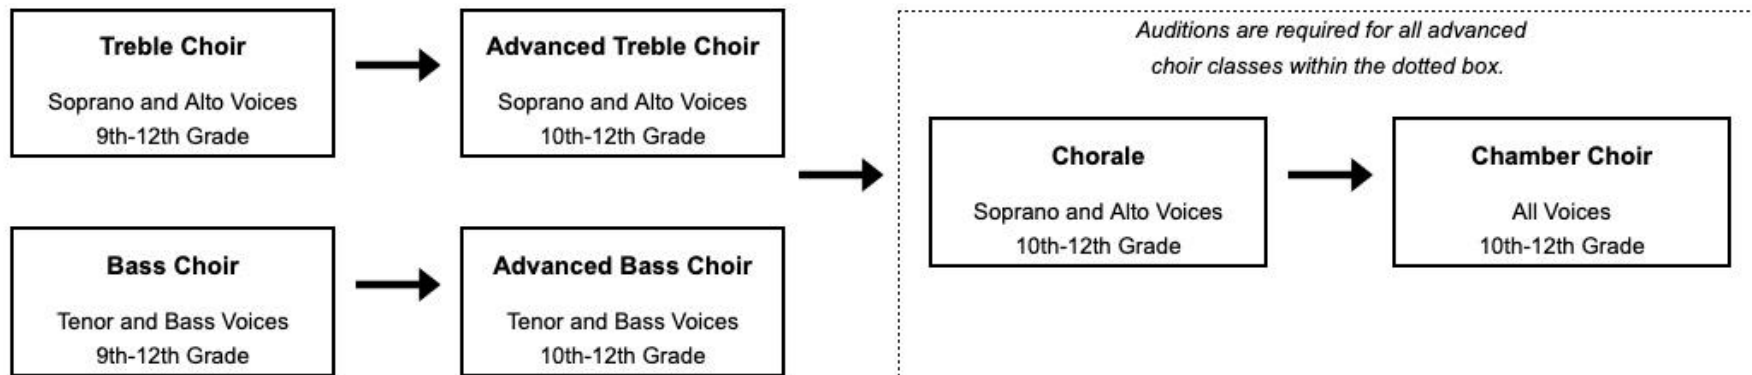 Treble Choir
Soprano and Alto Voices
9th-12th Grade
Advanced Treble Choir
Soprano and Alto Voices
10th-12th Grade
Bass Choir
Tenor and Bass Voices
9th-12th Grade
Advanced Bass Choir
Tenor and Bass Voices
10th-12th Grade
Auditions are required for all advanced
choir classes within the dotted box.
Chorale
Soprano and Alto Voices
10th-12th Grade
Chamber Choir
All Voices
10th-12th Grade